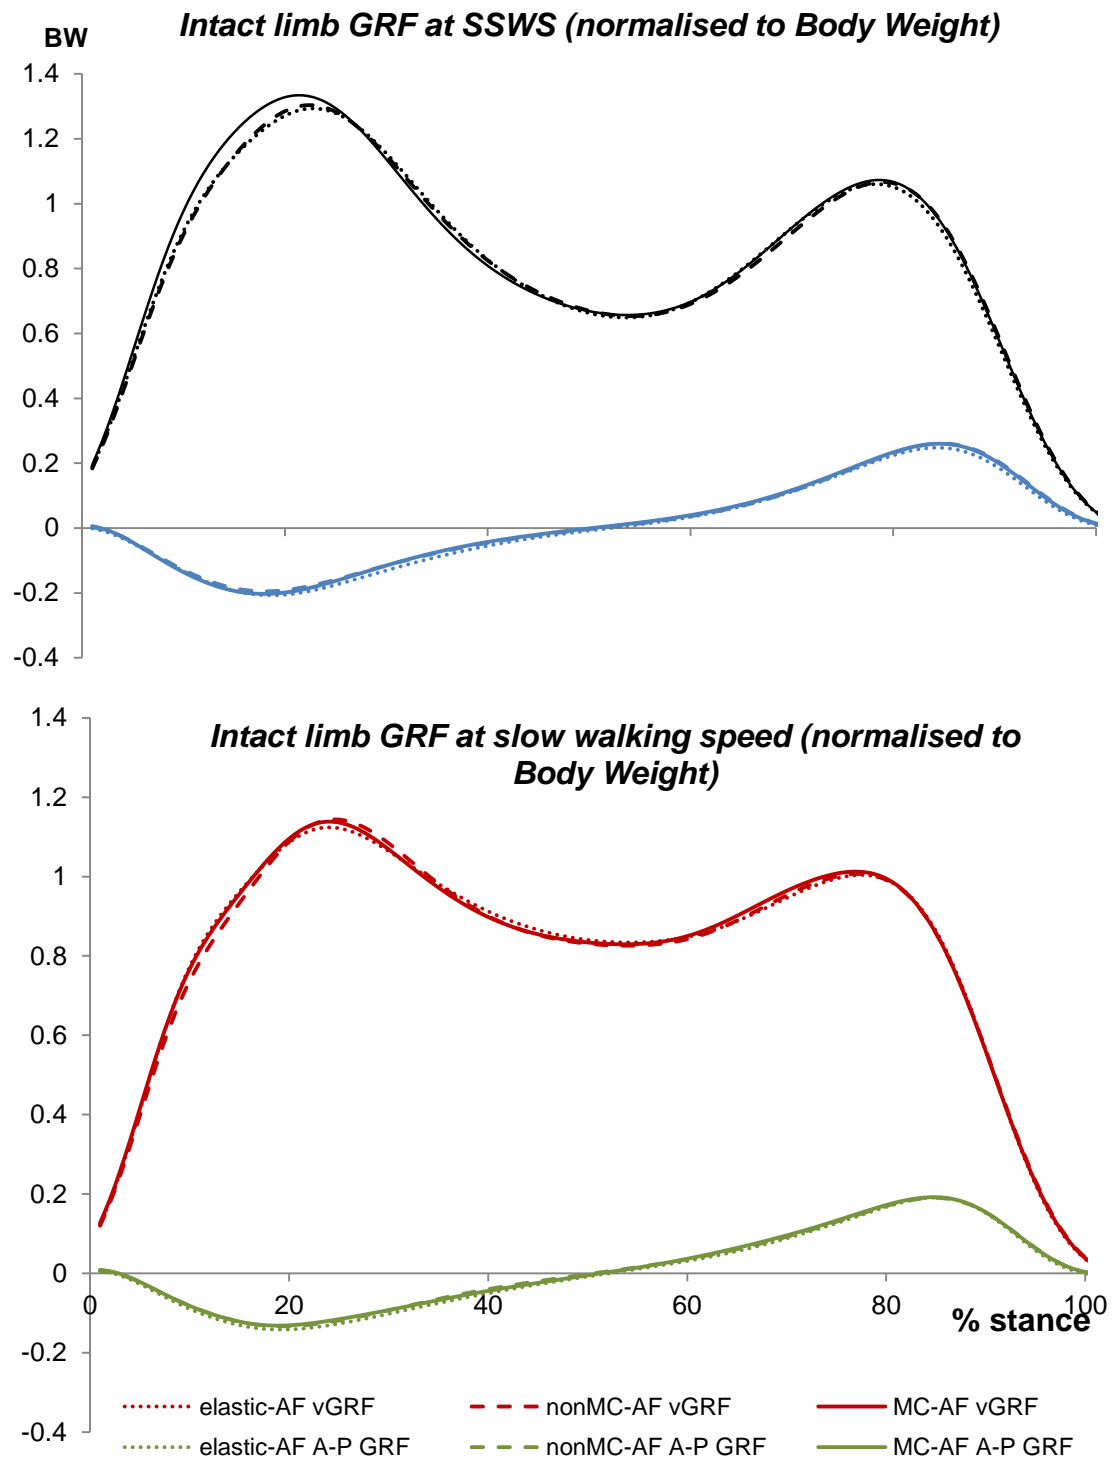 Intact limb GRF at SSWS (normalised to Body Weight)
BW
1.4
1.2
1
0.8
0.6
0.4
0.2
0
-0.2
-0.4
1.4
Intact limb GRF at slow walking speed (normalised to
Body Weight)
1.2
1
0.8
0.6
0.4
0.2
0
0 20 40 60 80 100
% stance
-0.2
elastic-AF vGRF nonMC-AF vGRF MC-AF vGRF
-0.4
elastic-AF A-P GRF nonMC-AF A-P GRF MC-AF A-P GRF